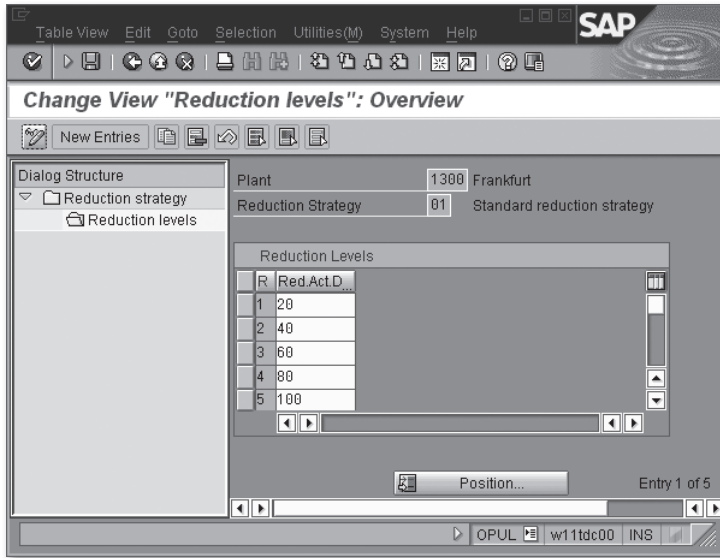 SAP
Table View Edit Goto Selection Utilities(M) System Help
Change View "Reduction levels": Overview
New Entries
Dialog Structure
Reduction strategy
Reduction levels
Plant 1300 Frankfurt
Reduction Strategy 01 Standard reduction strategy
Reduction Levels
R Red.Act.D...
1 20
2 40
3 60
4 80
5 100
Position... Entry 1 of 5
OPUL w11tdc00 INS